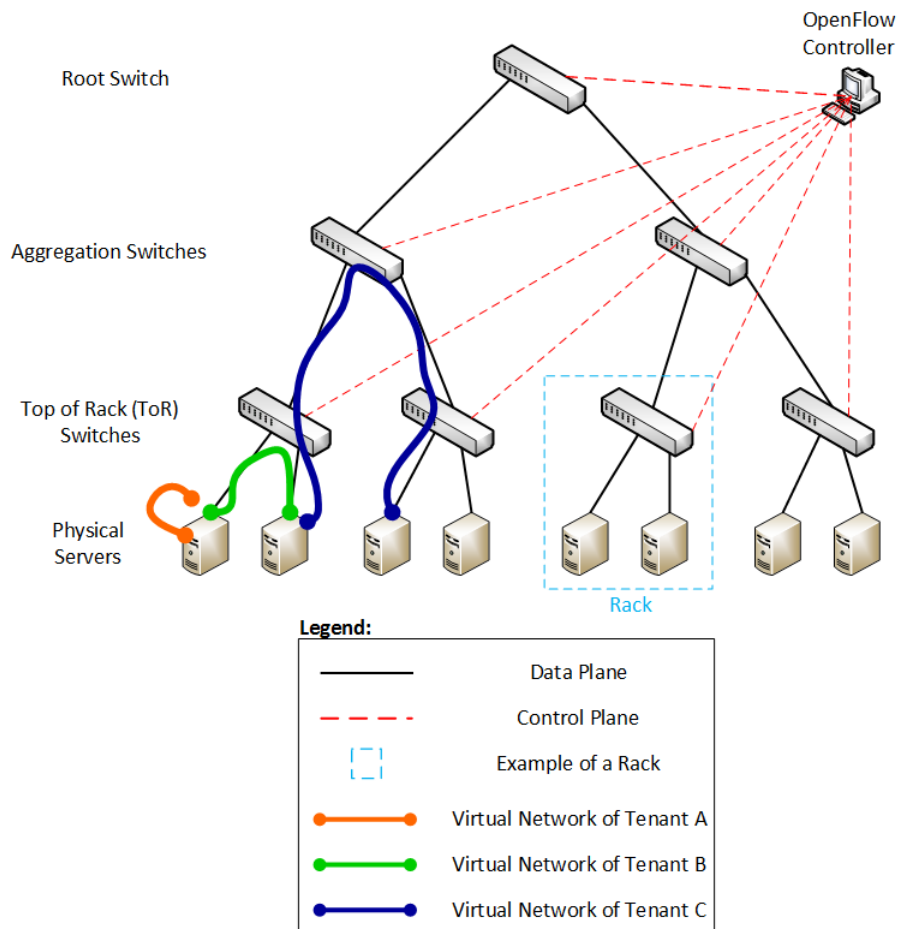 OpenFlow
Controller
Root Switch
Aggregation Switches
Top of Rack (ToR)
Switches
Physical
Servers
Rack
Legend:
Data Plane
Control Plane
Example of a Rack
Virtual Network of Tenant A
Virtual Network of Tenant B
Virtual Network of Tenant C